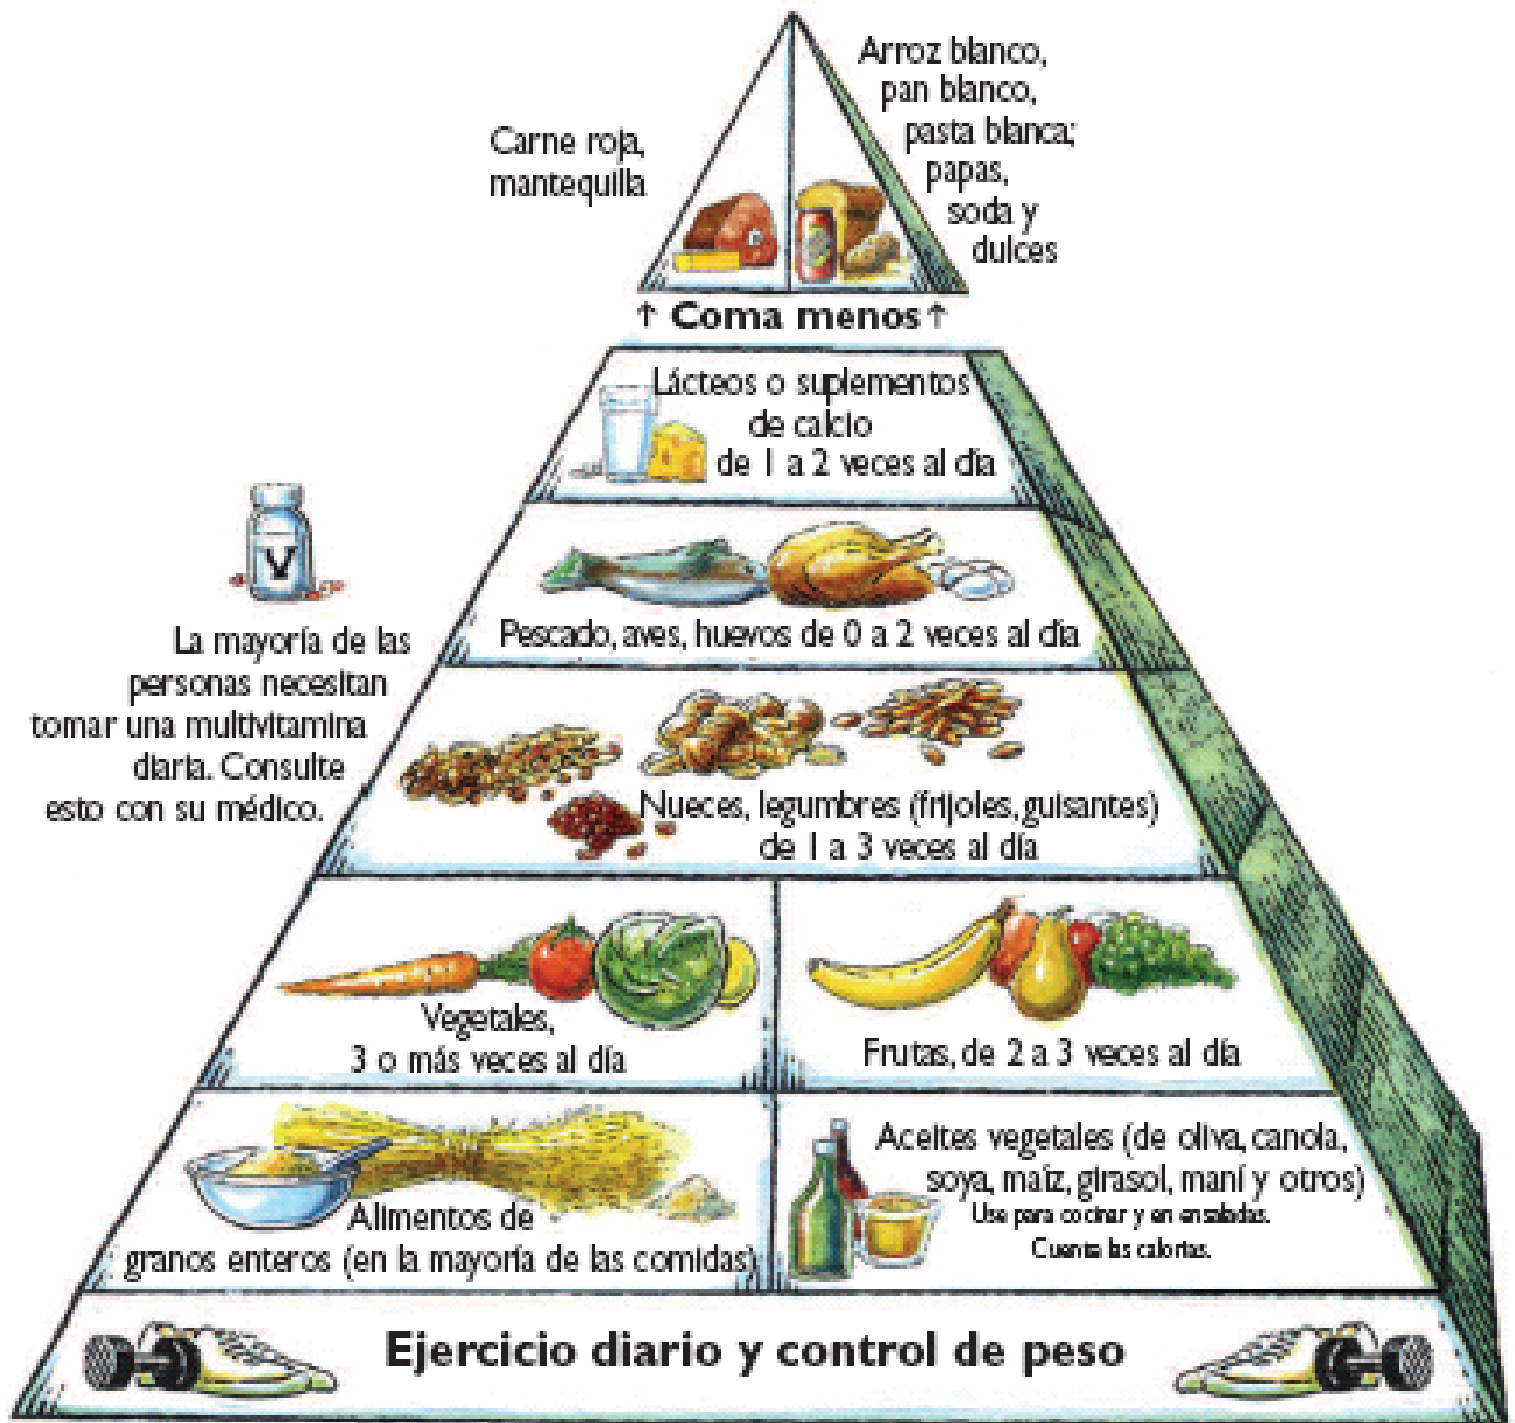 Arroz blanco,
pan blanco,
pasta blanca;
papas,
soda y
dulces
Carne roja,
mantequilla
↑ Coma menos ↑
Lácteos o suplementos
de calcio
de 1 a 2 veces al día
V
Pescado, aves, huevos de 0 a 2 veces al día
La mayoría de las
personas necesitan
tomar una multivitamina
diaria. Consulte
esto con su médico.
Nueces, legumbres (frijoles, guisantes)
de 1 a 3 veces al día
Vegetales,
3 o más veces al día
Frutas, de 2 a 3 veces al día
Alimentos de
granos enteros (en la mayoría de las comidas)
Aceites vegetales (de oliva, canola,
soya, maíz, girasol, maní y otros)
Use para cocinar y en ensaladas.
Cuente las calorías.
Ejercicio diario y control de peso